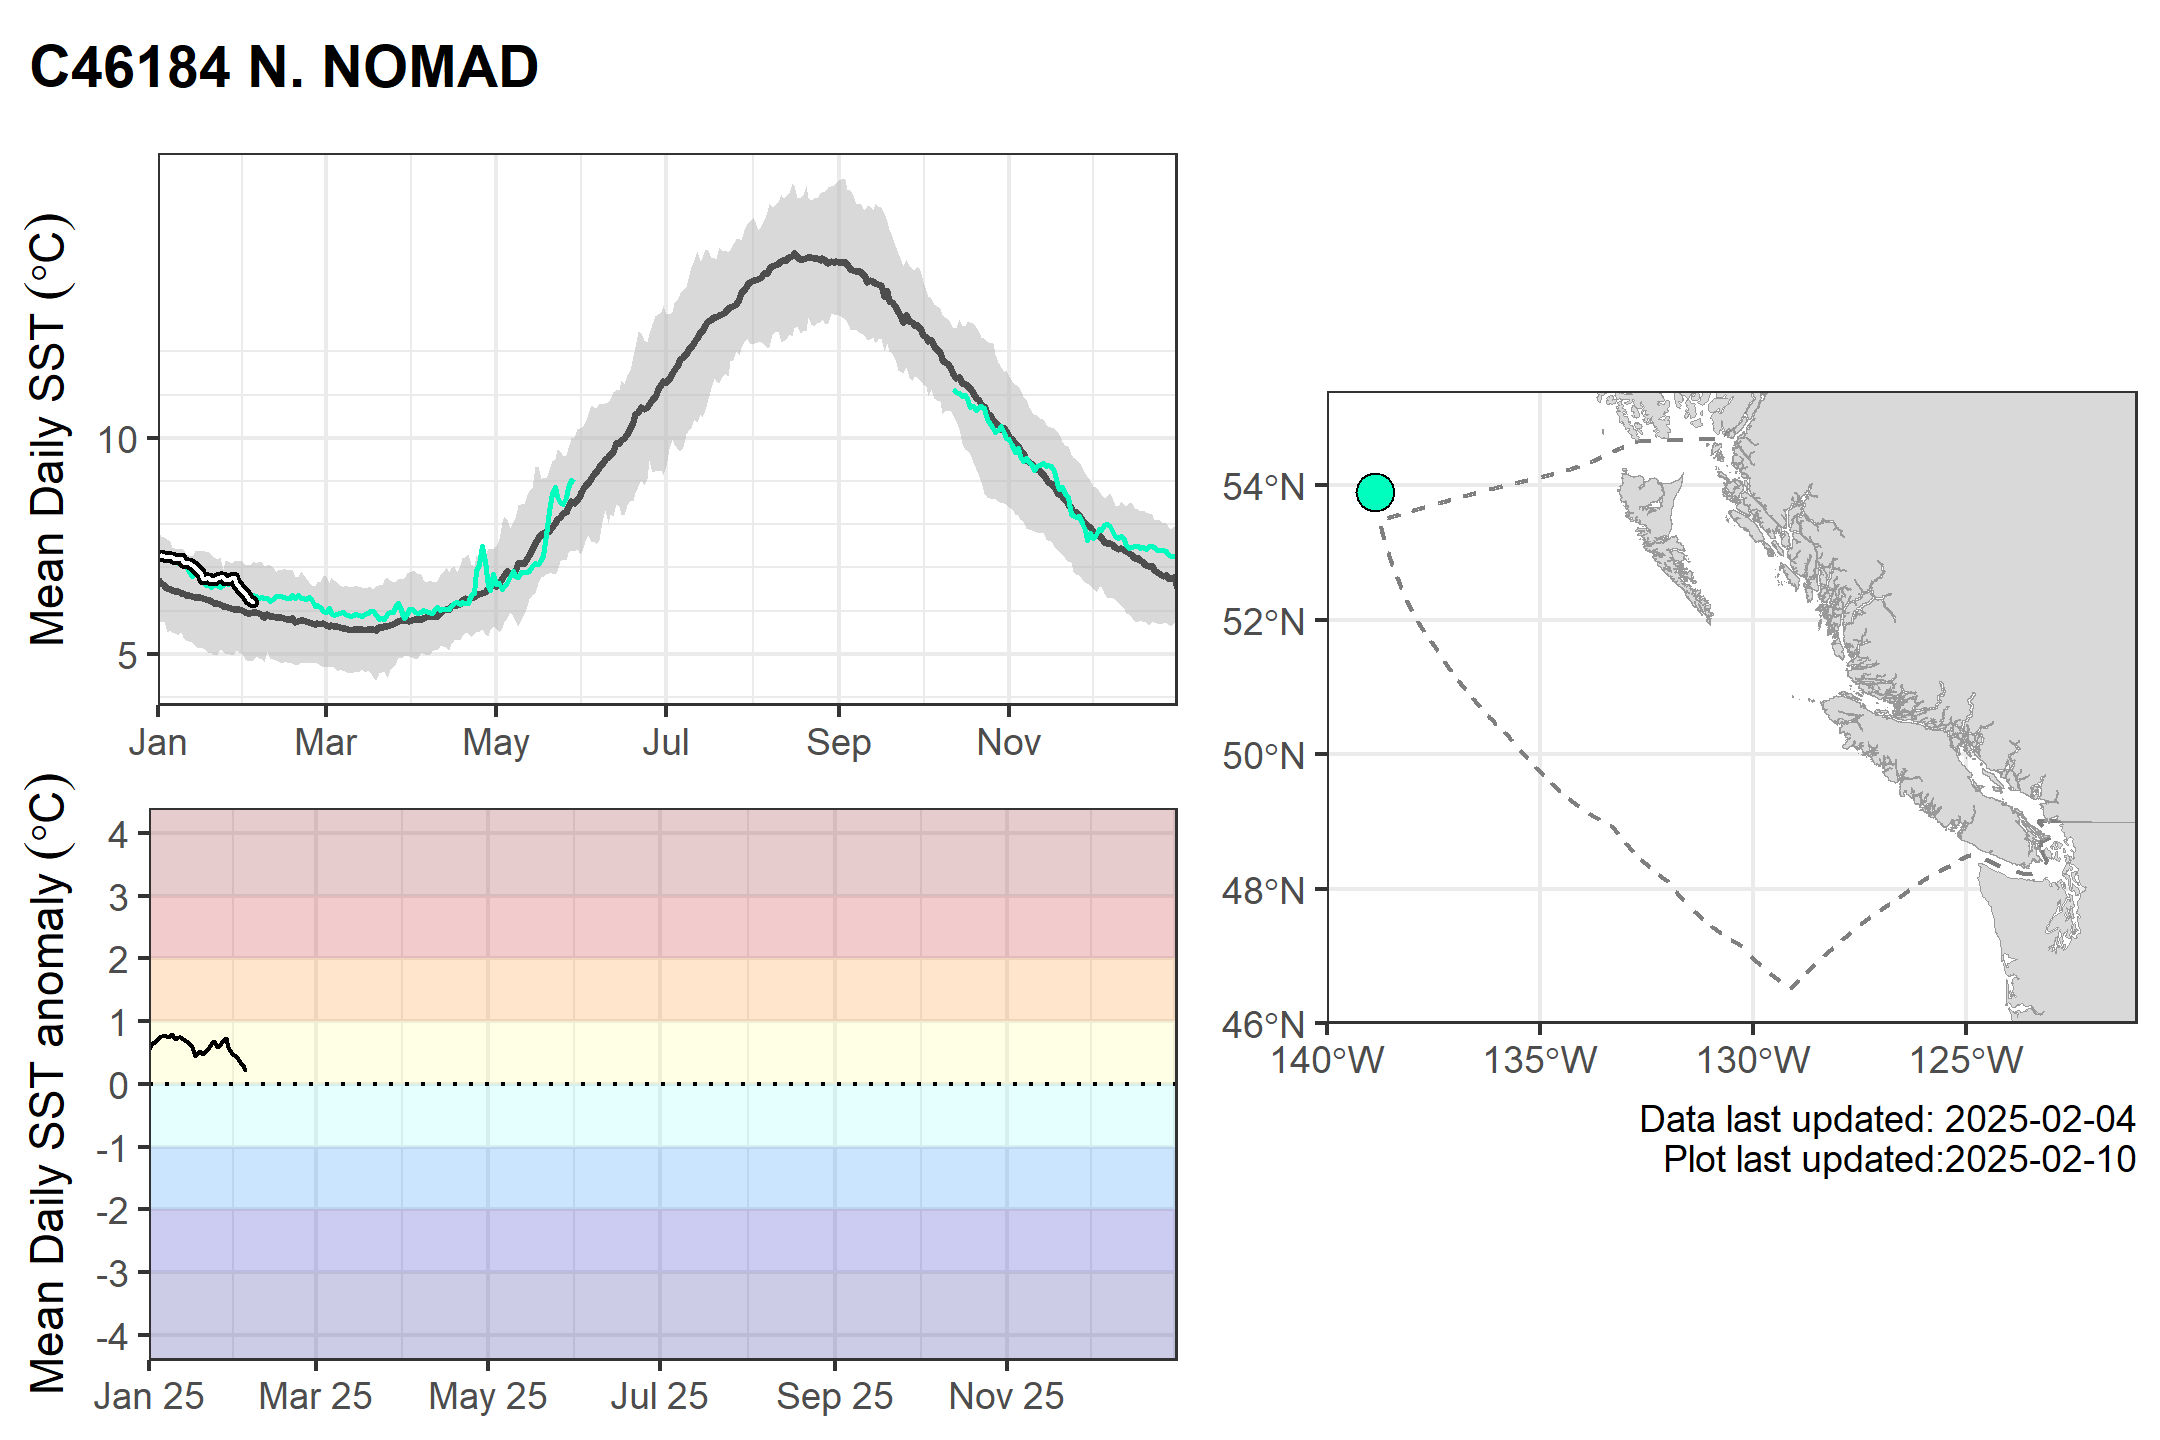 C46184 N. NOMAD
Mean Daily SST (°C)
10
5
Jan Mar May Jul Sep Nov
Mean Daily SST anomaly (°C)
4
3
2
1
0
-1
-2
-3
-4
Jan 25 Mar 25 May 25 Jul 25 Sep 25 Nov 25
54°N
52°N
50°N
48°N
46°N
140°W 135°W 130°W 125°W
Data last updated: 2025-02-04
Plot last updated:2025-02-10